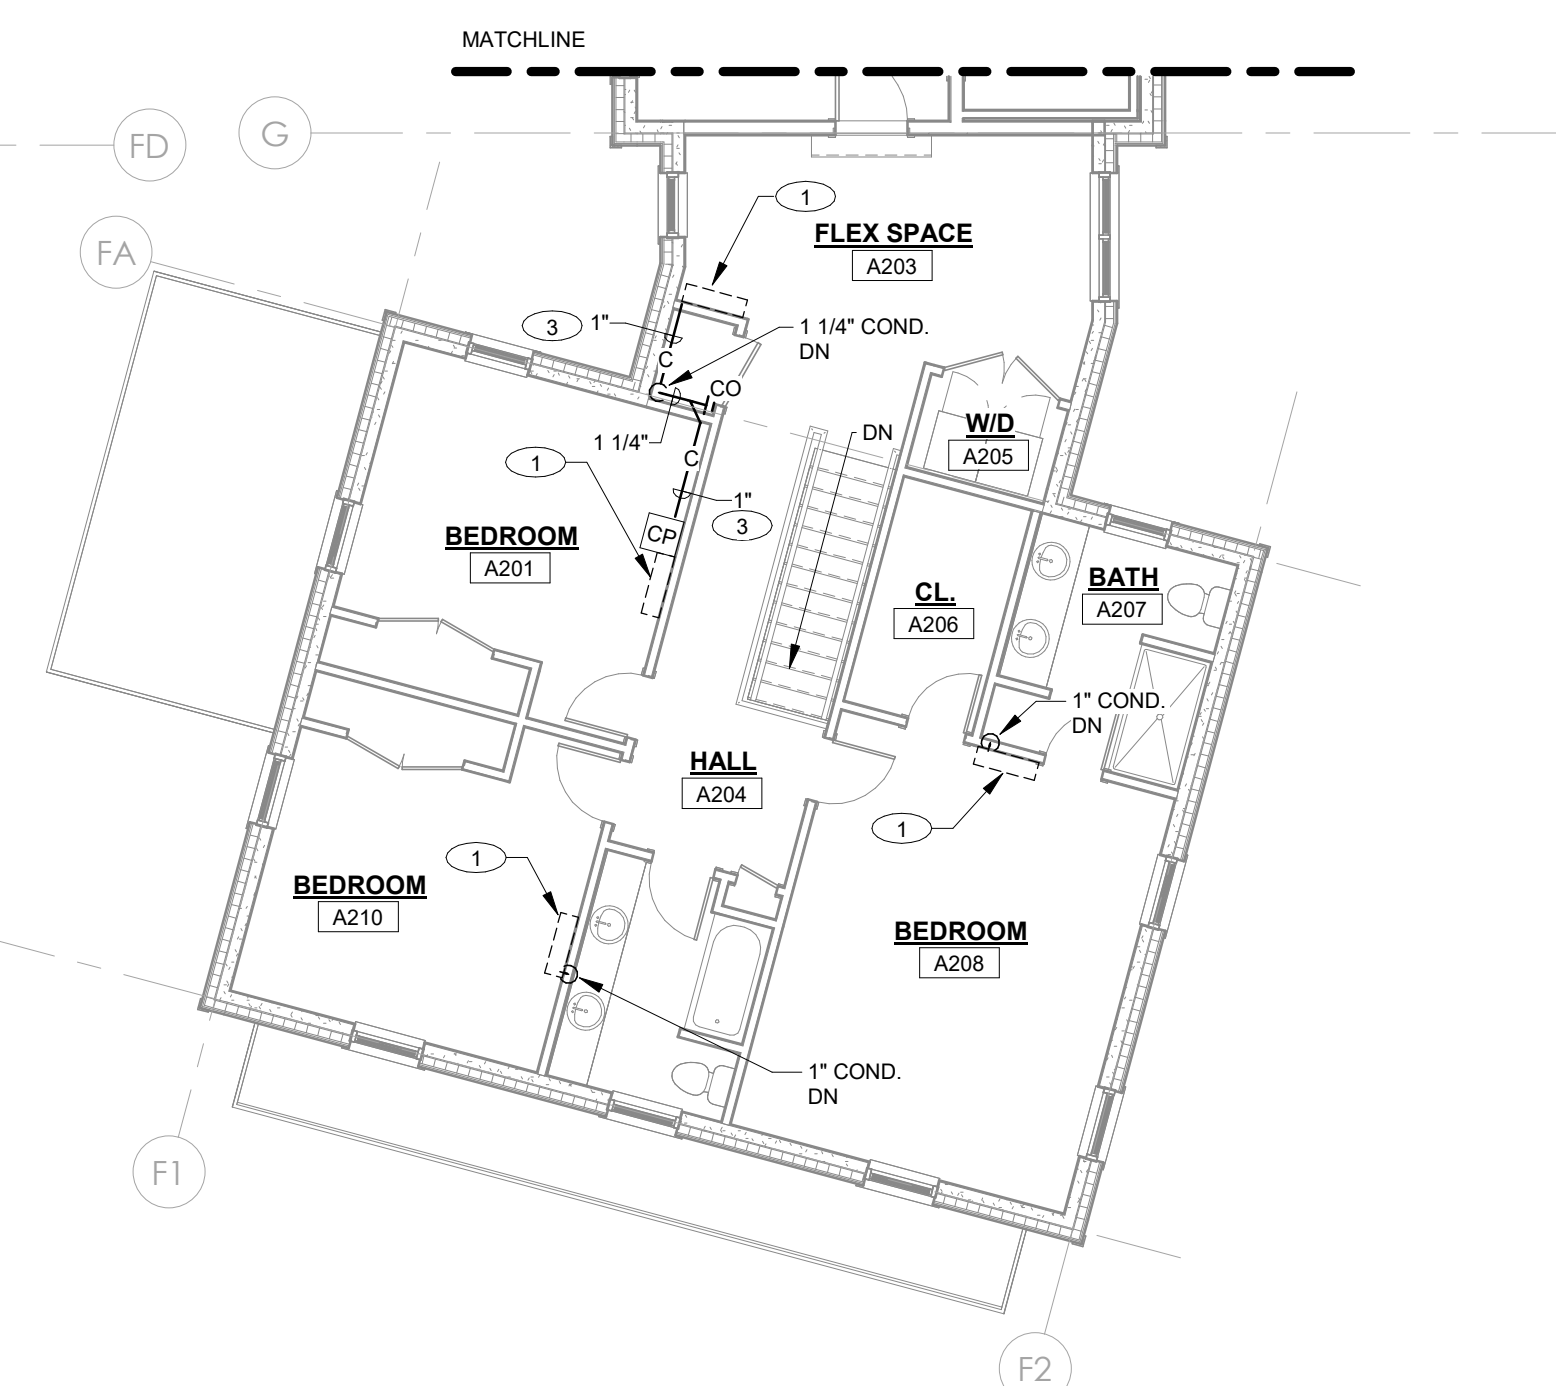 MATCHLINE
FD
G
FA
1
FLEX SPACE
A203
3
1"
1 1/4" COND.
DN
C
CO
1 1/4"
C
1
1"
3
CP
BEDROOM
A201
DN
W/D
A205
CL.
A206
BATH
A207
1" COND.
DN
HALL
A204
1
1
BEDROOM
A210
BEDROOM
A208
1" COND.
DN
F1
F2